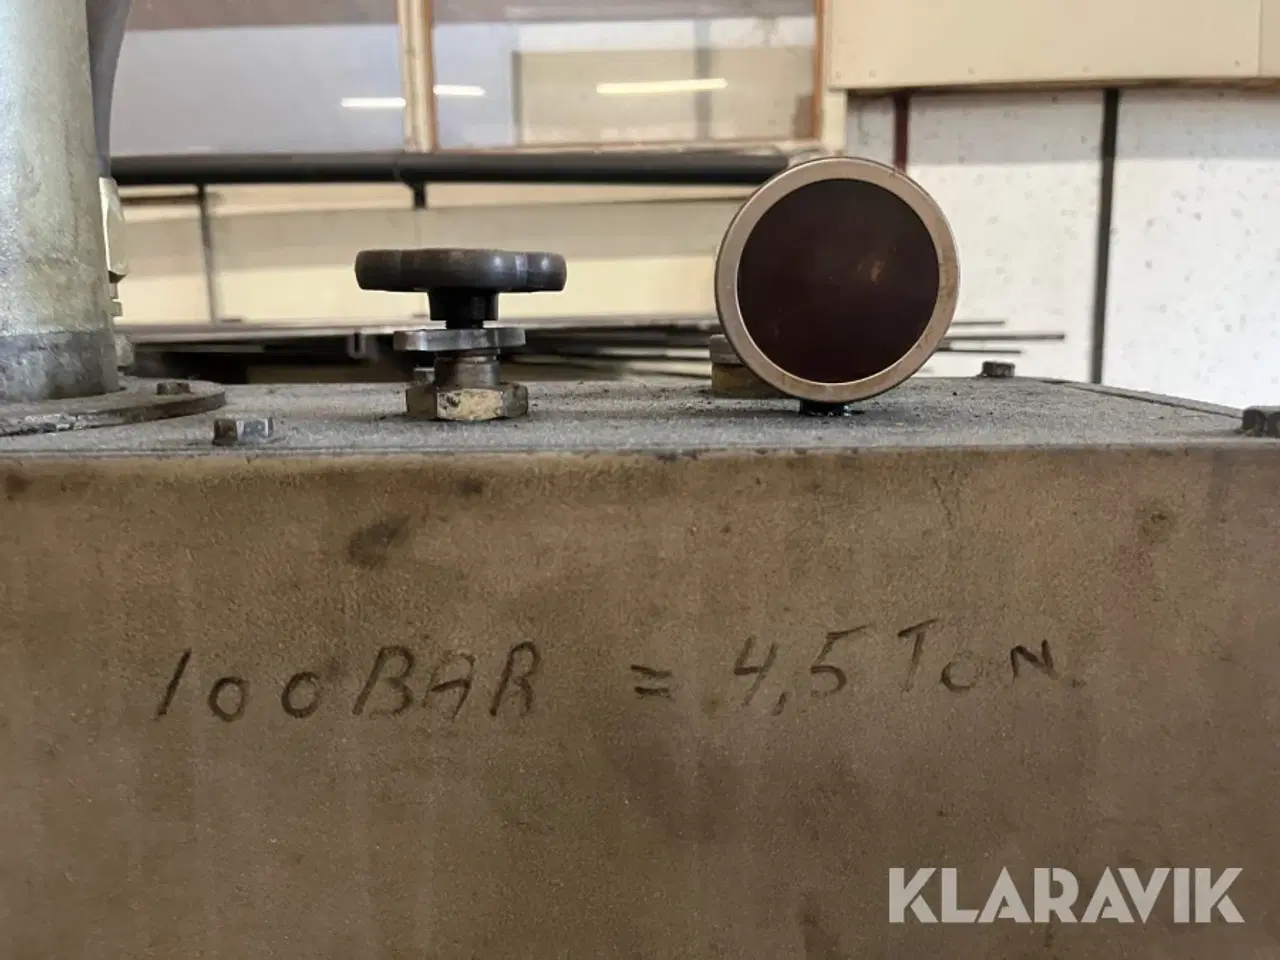 100BAR = 4,5 TON
KLARAVIK